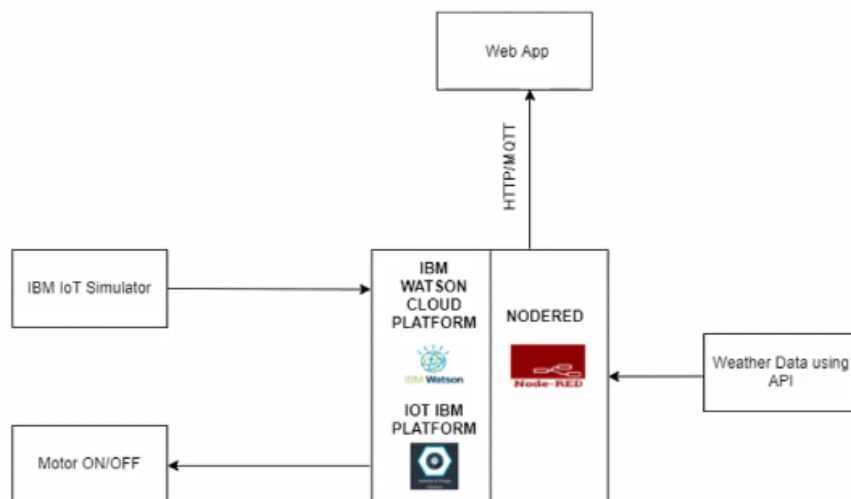 Web App
HTTP/MQTT
IBM IoT Simulator
IBM
WATSON
CLOUD
PLATFORM
NODERED
IBM Watson
Node-RED
Weather Data using
API
IOT IBM
PLATFORM
Motor ON/OFF